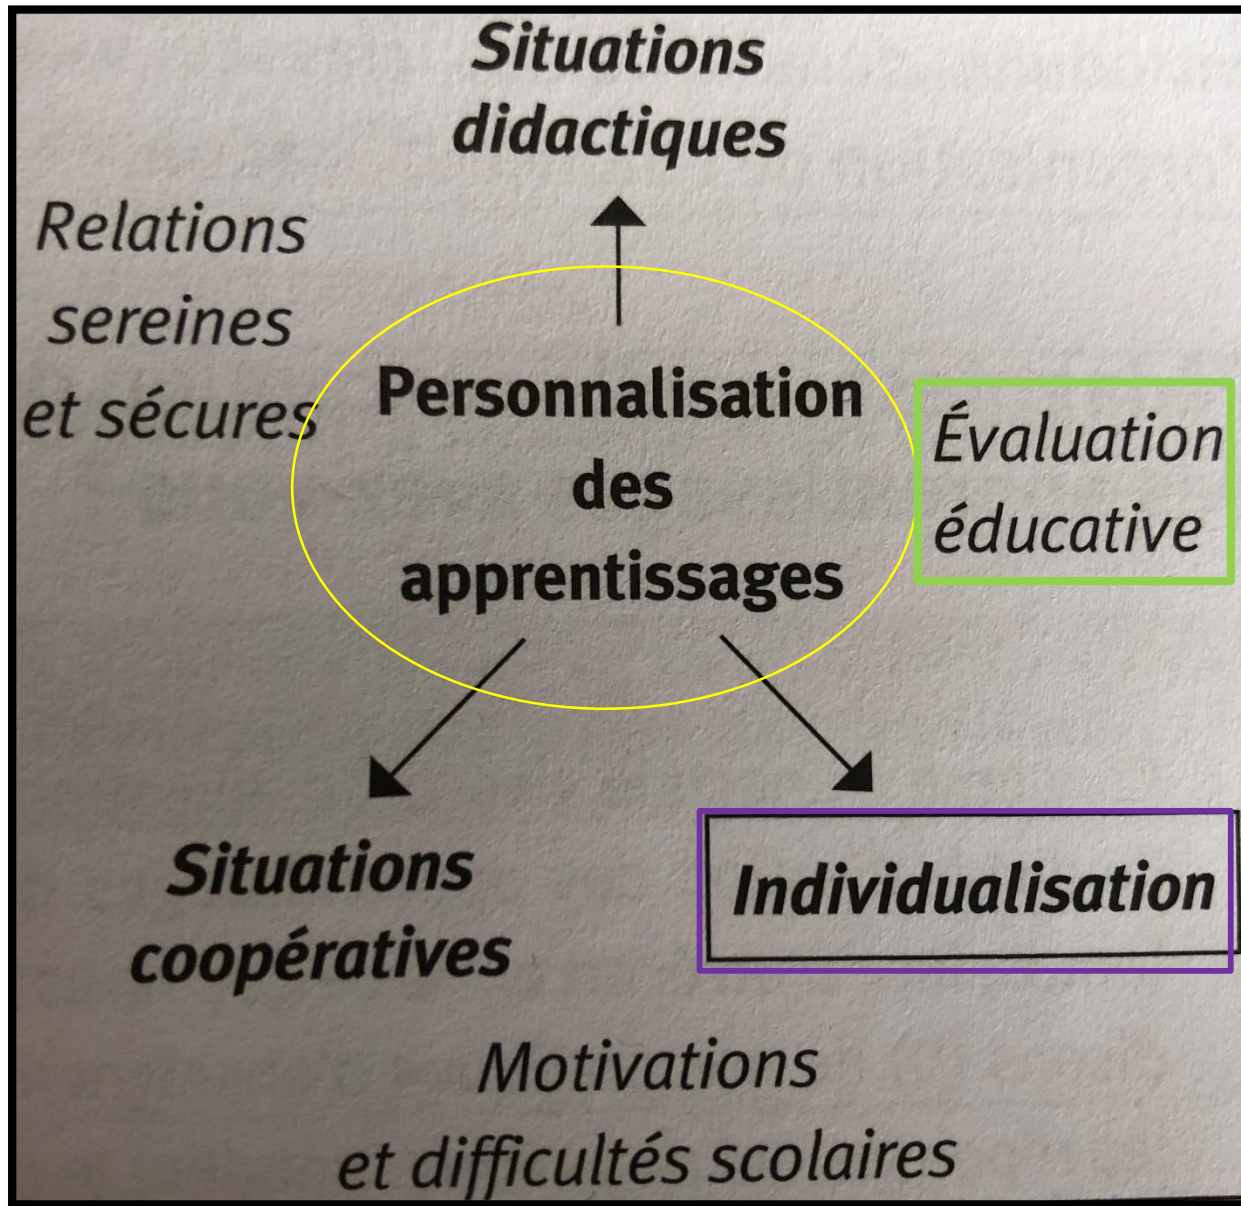 Situations
didactiques
Relations
sereines
et sécures
Personnalisation
des
apprentissages
Évaluation
éducative
Situations
coopératives
Individualisation
Motivations
et difficultés scolaires